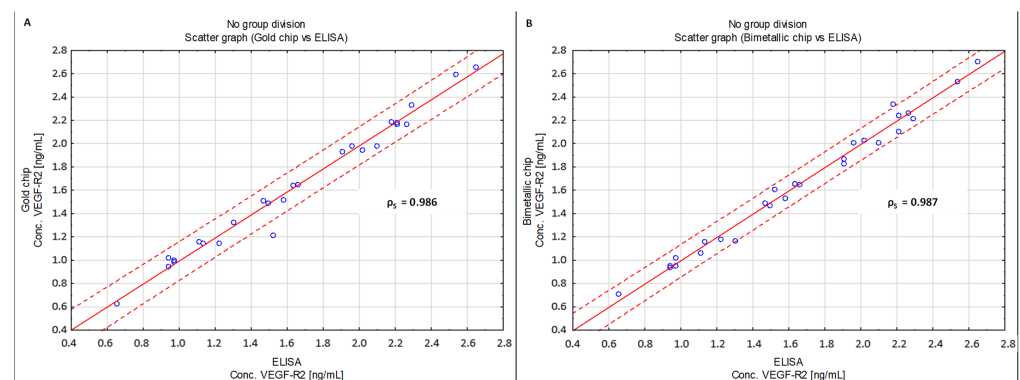 A
No group division
Scatter graph (Gold chip vs ELISA)
2.8
2.6
2.4
2.2
2.0
1.8
1.6
1.4
1.2
1.0
0.8
0.6
0.4
Gold chip
Conc. VEGF-R2 [ng/mL]
ρs = 0.986
0.4 0.6 0.8 1.0 1.2 1.4 1.6 1.8 2.0 2.2 2.4 2.6 2.8
ELISA
Conc. VEGF-R2 [ng/mL]
B
No group division
Scatter graph (Bimetallic chip vs ELISA)
2.8
2.6
2.4
2.2
2.0
1.8
1.6
1.4
1.2
1.0
0.8
0.6
0.4
Bimetallic chip
Conc. VEGF-R2 [ng/mL]
ρs = 0.987
0.4 0.6 0.8 1.0 1.2 1.4 1.6 1.8 2.0 2.2 2.4 2.6 2.8
ELISA
Conc. VEGF-R2 [ng/mL]